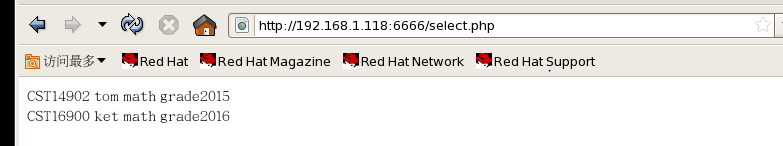 http://192.168.1.118:6666/select.php
访问最多 Red Hat Red Hat Magazine Red Hat Network Red Hat Support
CST14902 tom math grade2015
CST16900 ket math grade2016